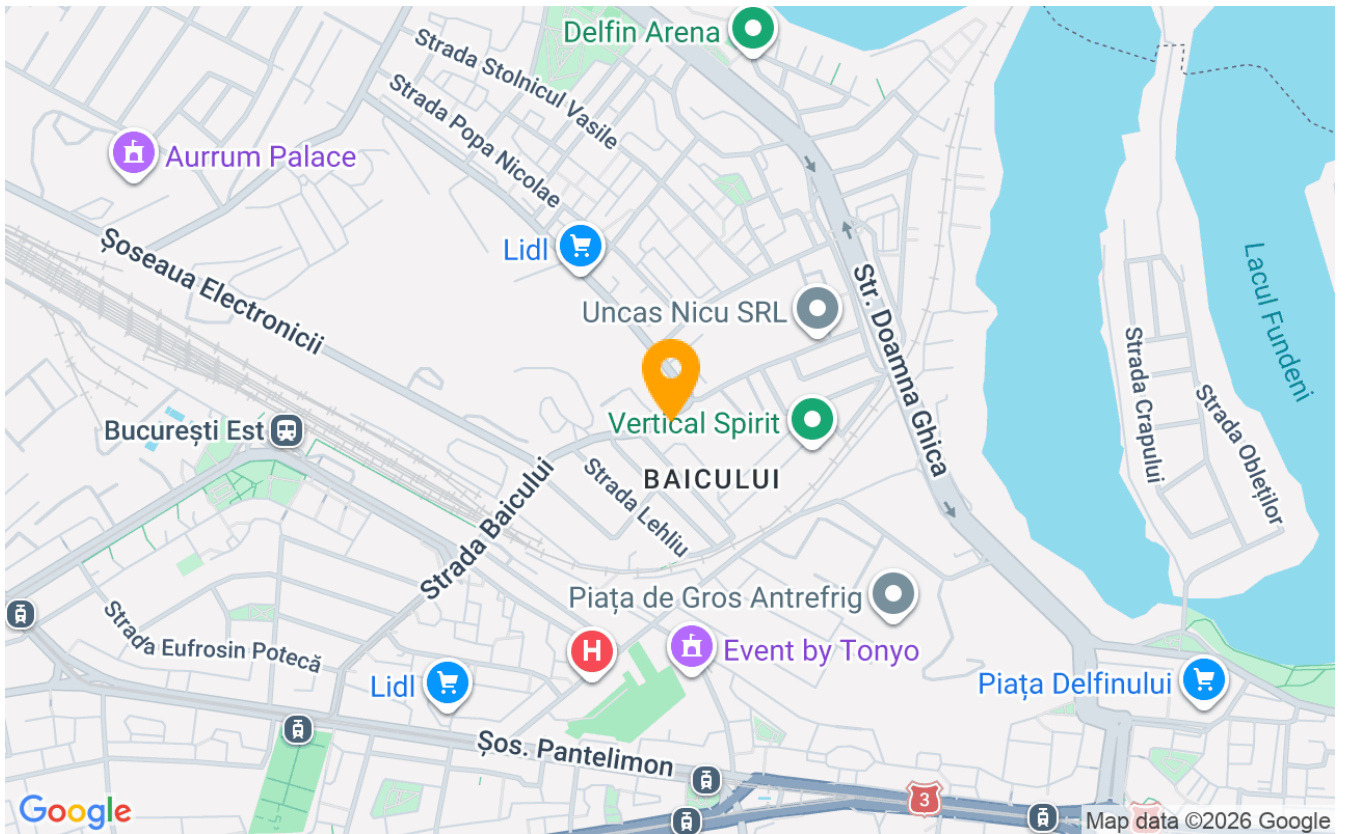 Delfin Arena
Strada Stolnicul Vasile
Strada Popa Nicolae
Aurrum Palace
Lidl
Șoseaua Electronicii
Uncas Nicu SRL
Str. Doamna Ghica
Lacul Fundeni
Strada Crapului
Strada Obleților
București Est
Vertical Spirit
BAICULUI
Strada Baicului
Strada Lehliu
Piața de Gros Antrefrig
Strada Eufrosin Potecă
H
Event by Tonyo
Lidl
Piața Delfinului
Șos. Pantelimon
3
Google
Map data ©2026 Google